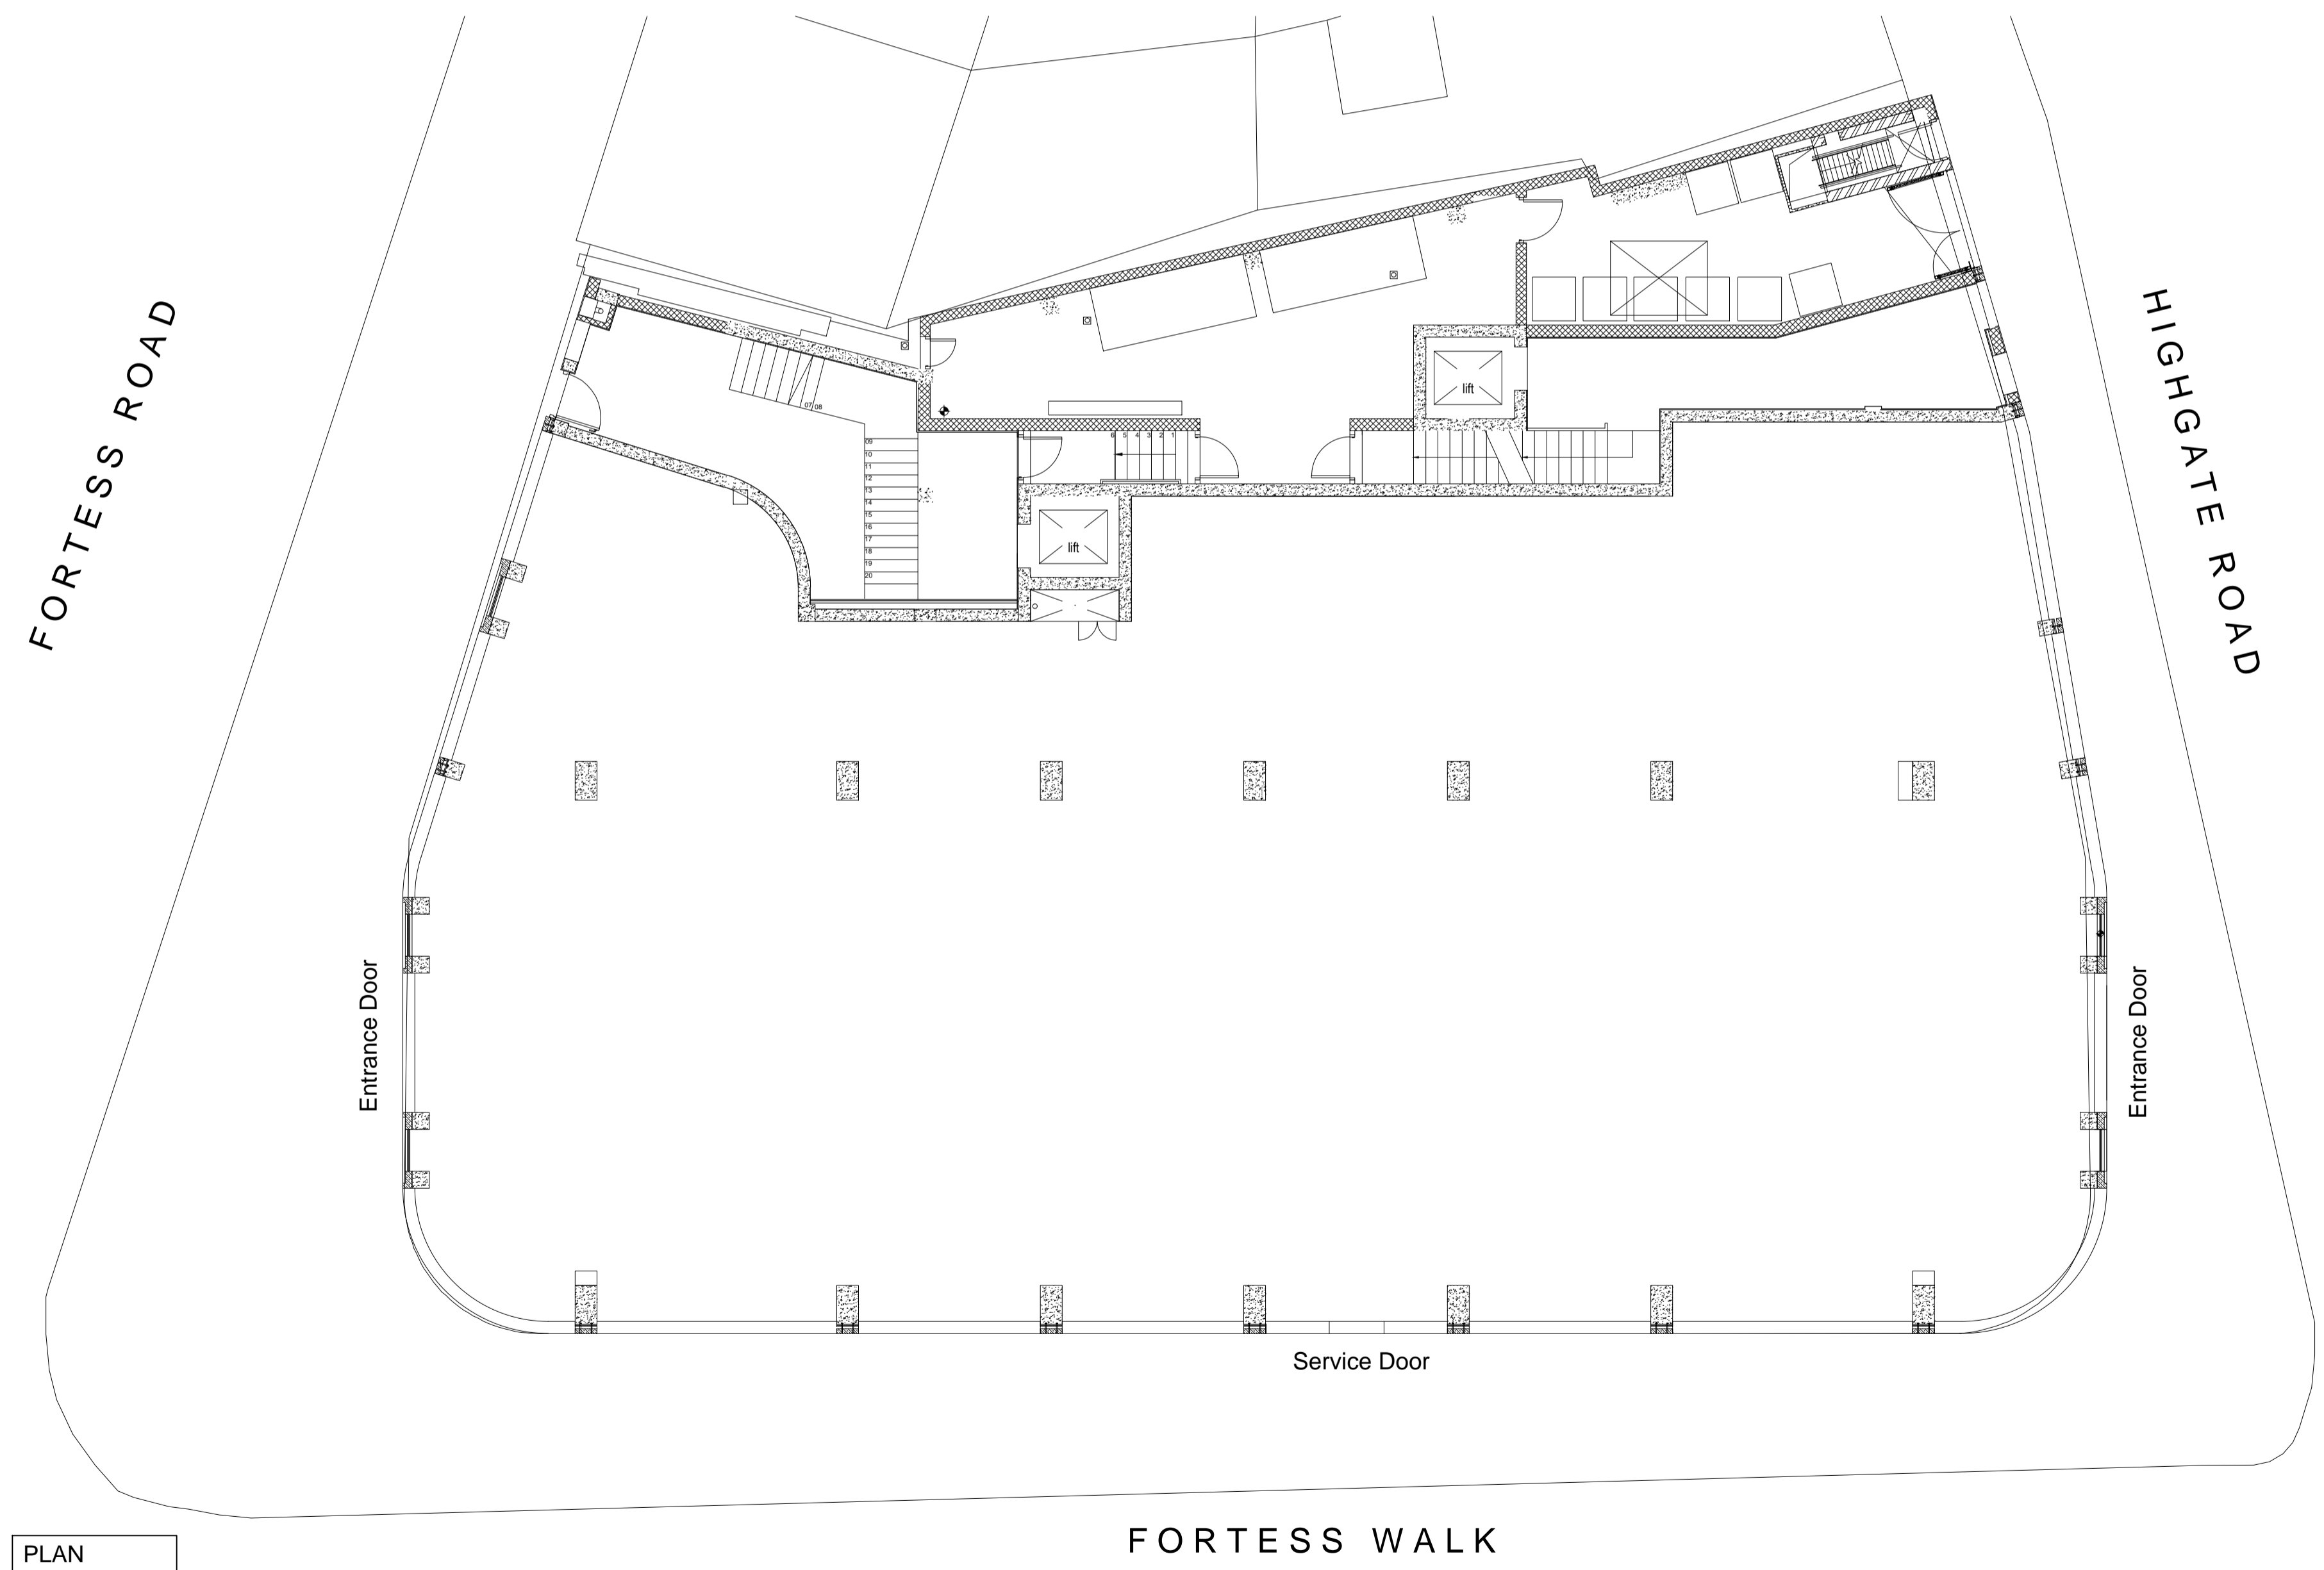 FORTESS ROAD
HIGHGATE ROAD
lift
07 08
6 5 4 3 2 1
09
10
11
12
13
14
15
16
17
18
19
20
lift
Entrance Door
Entrance Door
Service Door
FORTESS WALK
PLAN